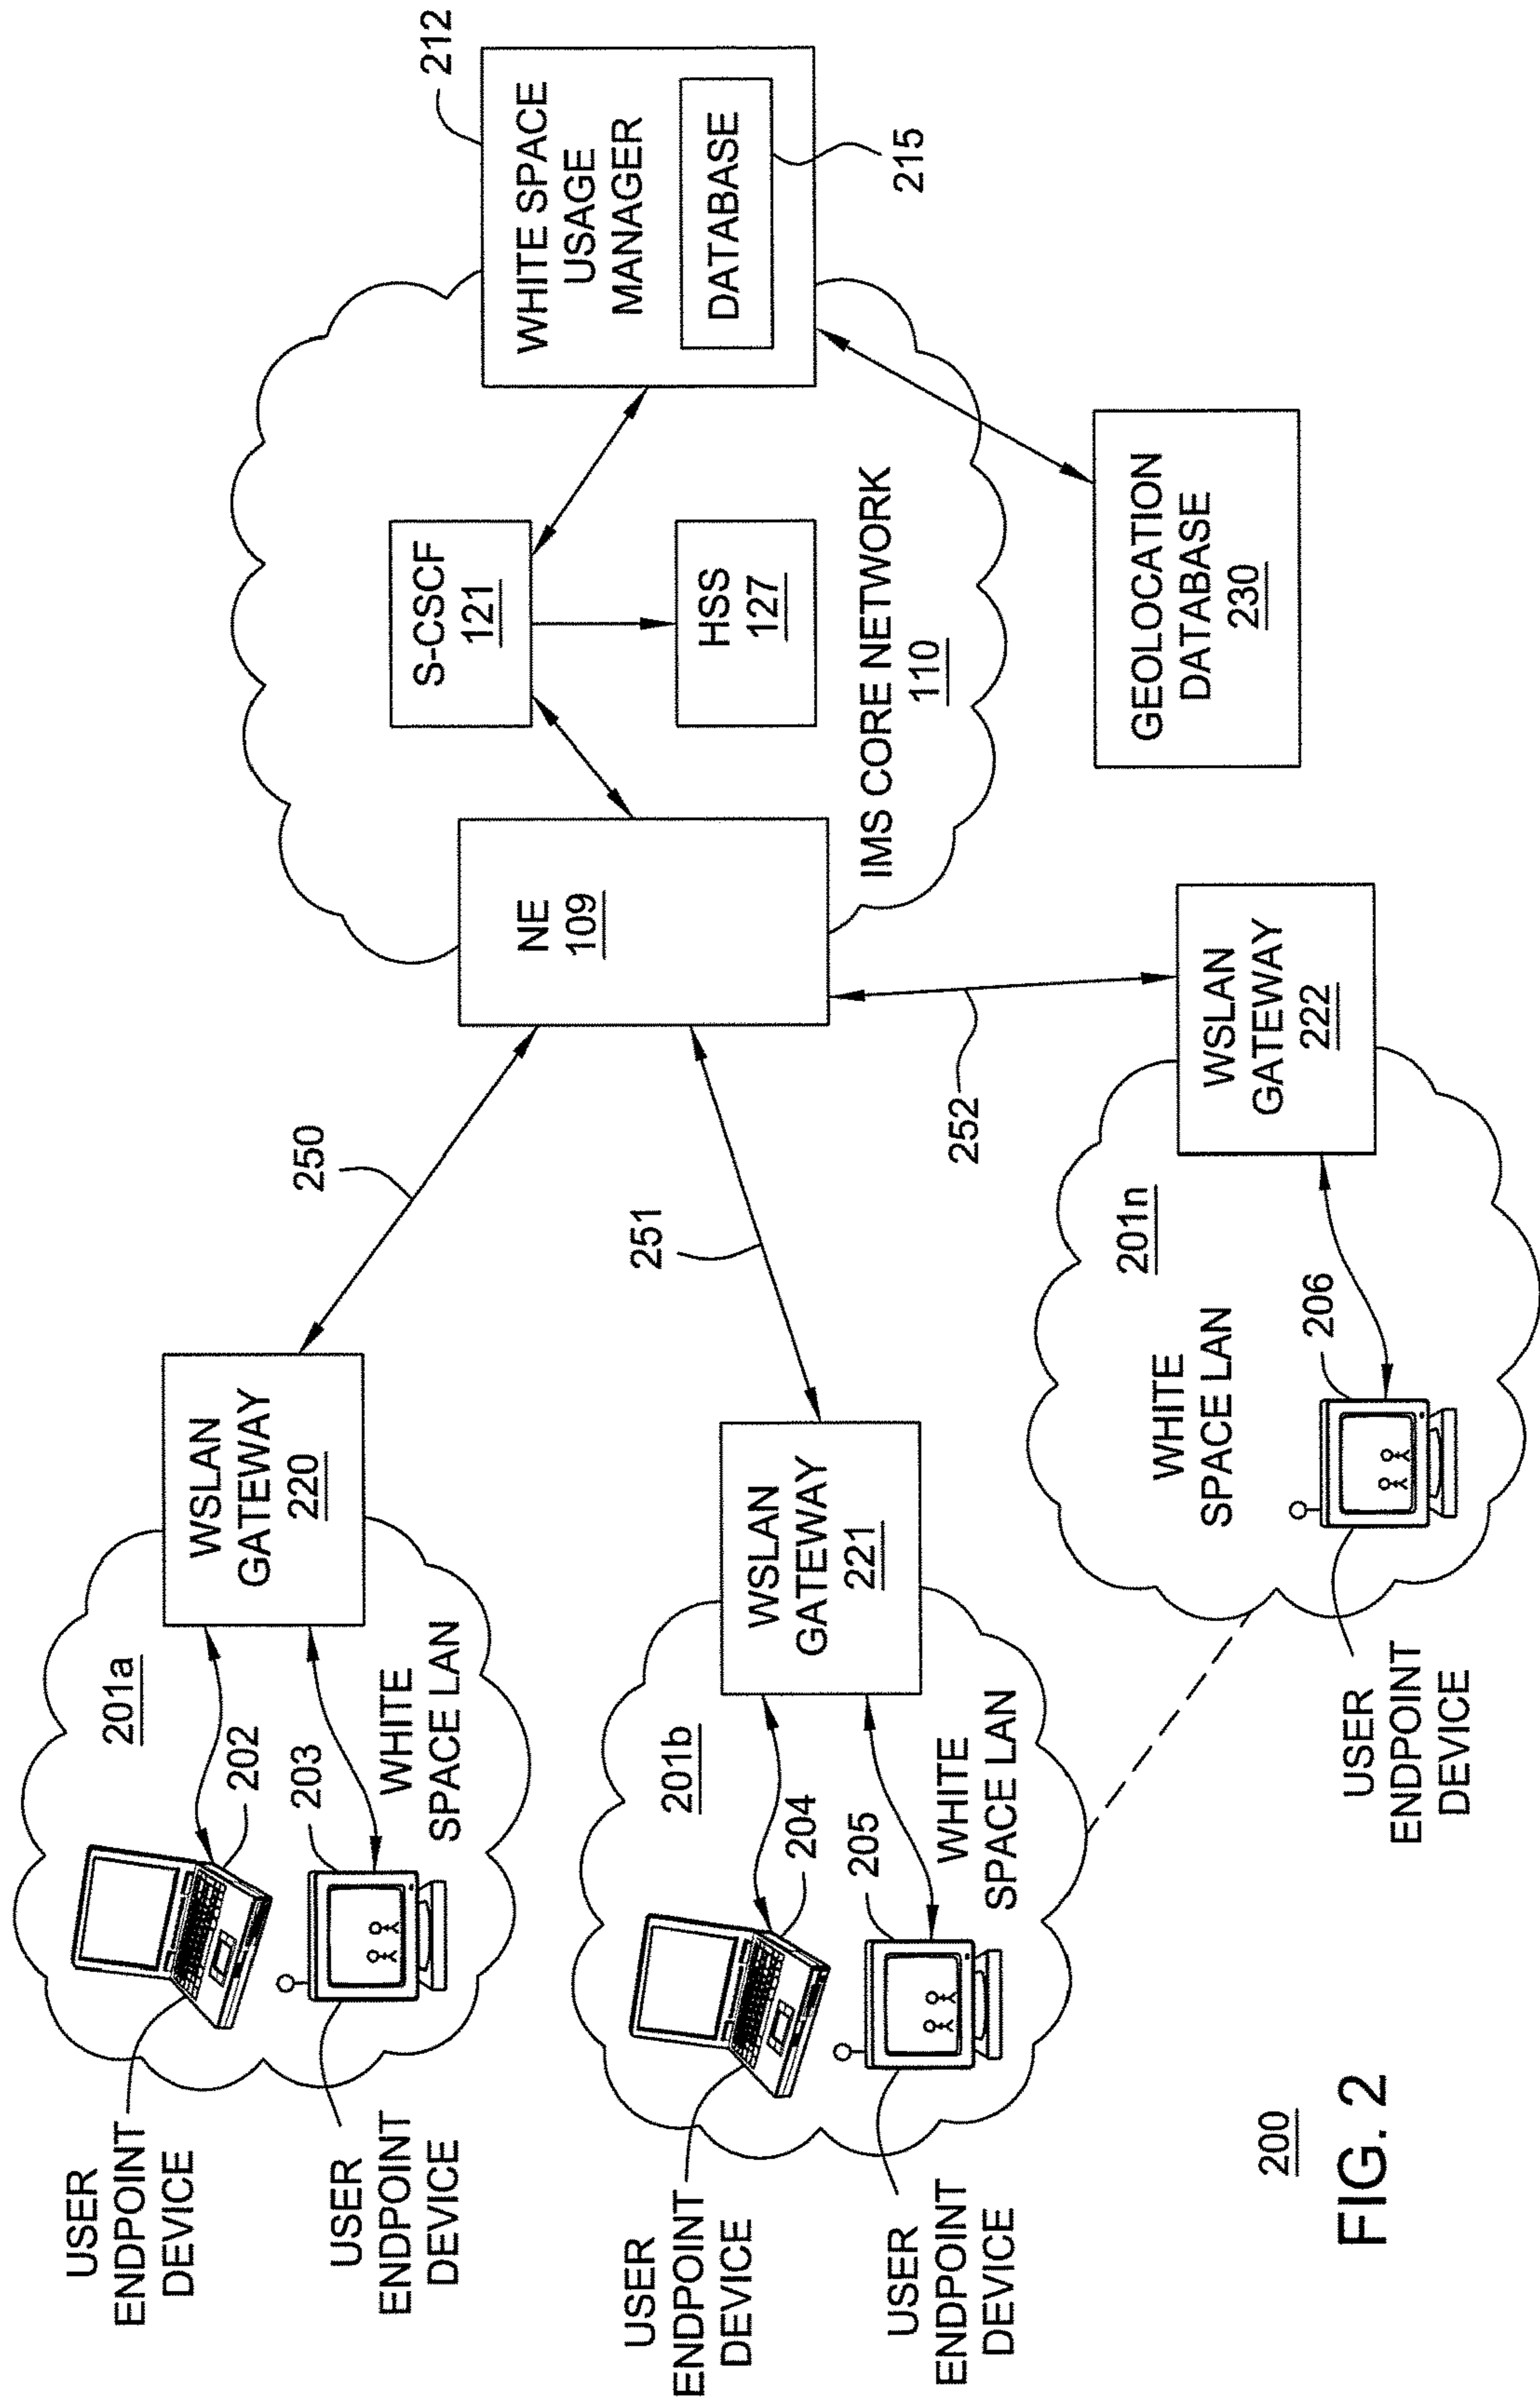 USER
ENDPOINT
DEVICE
201a
202
203
USER
ENDPOINT
DEVICE
WHITE
SPACE LAN
WSLAN
GATEWAY
220
250
USER
ENDPOINT
DEVICE
201b
204
205
USER
ENDPOINT
DEVICE
WHITE
SPACE LAN
WSLAN
GATEWAY
221
251
USER
ENDPOINT
DEVICE
206
WHITE
SPACE LAN
201n
WSLAN
GATEWAY
222
252
NE
109
S-CSCF
121
HSS
127
IMS CORE NETWORK
110
WHITE SPACE
USAGE
MANAGER
212
DATABASE
215
GEOLOCATION
DATABASE
230
200
FIG. 2